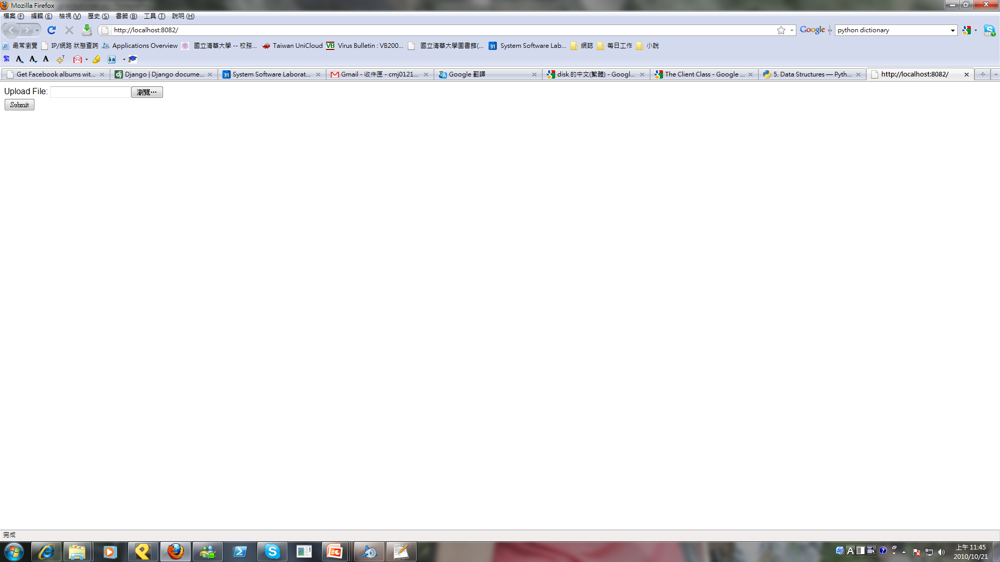 Mozilla Firefox
檔案 (F) 編輯 (E) 檢視 (V) 歷史 (S) 書籤 (B) 工具 (T) 說明 (H)
http://localhost:8082/ Google python dictionary
最常瀏覽 IP/網路 狀態查詢 Applications Overview 國立清華大學 -- 校務... Taiwan UniCloud VB Virus Bulletin : VB200... 國立清華大學圖書館(... 31 System Software Lab... 網誌 每日工作 小說
繁 A A A
Get Facebook albums wit... dj Django | Django docume... 31 System Software Laborat... Gmail - 收件匣 - cmj0121... Google 翻譯 disk 的中文(繁體) - Googl... The Client Class - Google ... 5. Data Structures — Pyth... http://localhost:8082/
Upload File: 瀏覽…
Submit
完成
上午 11:45
2010/10/21